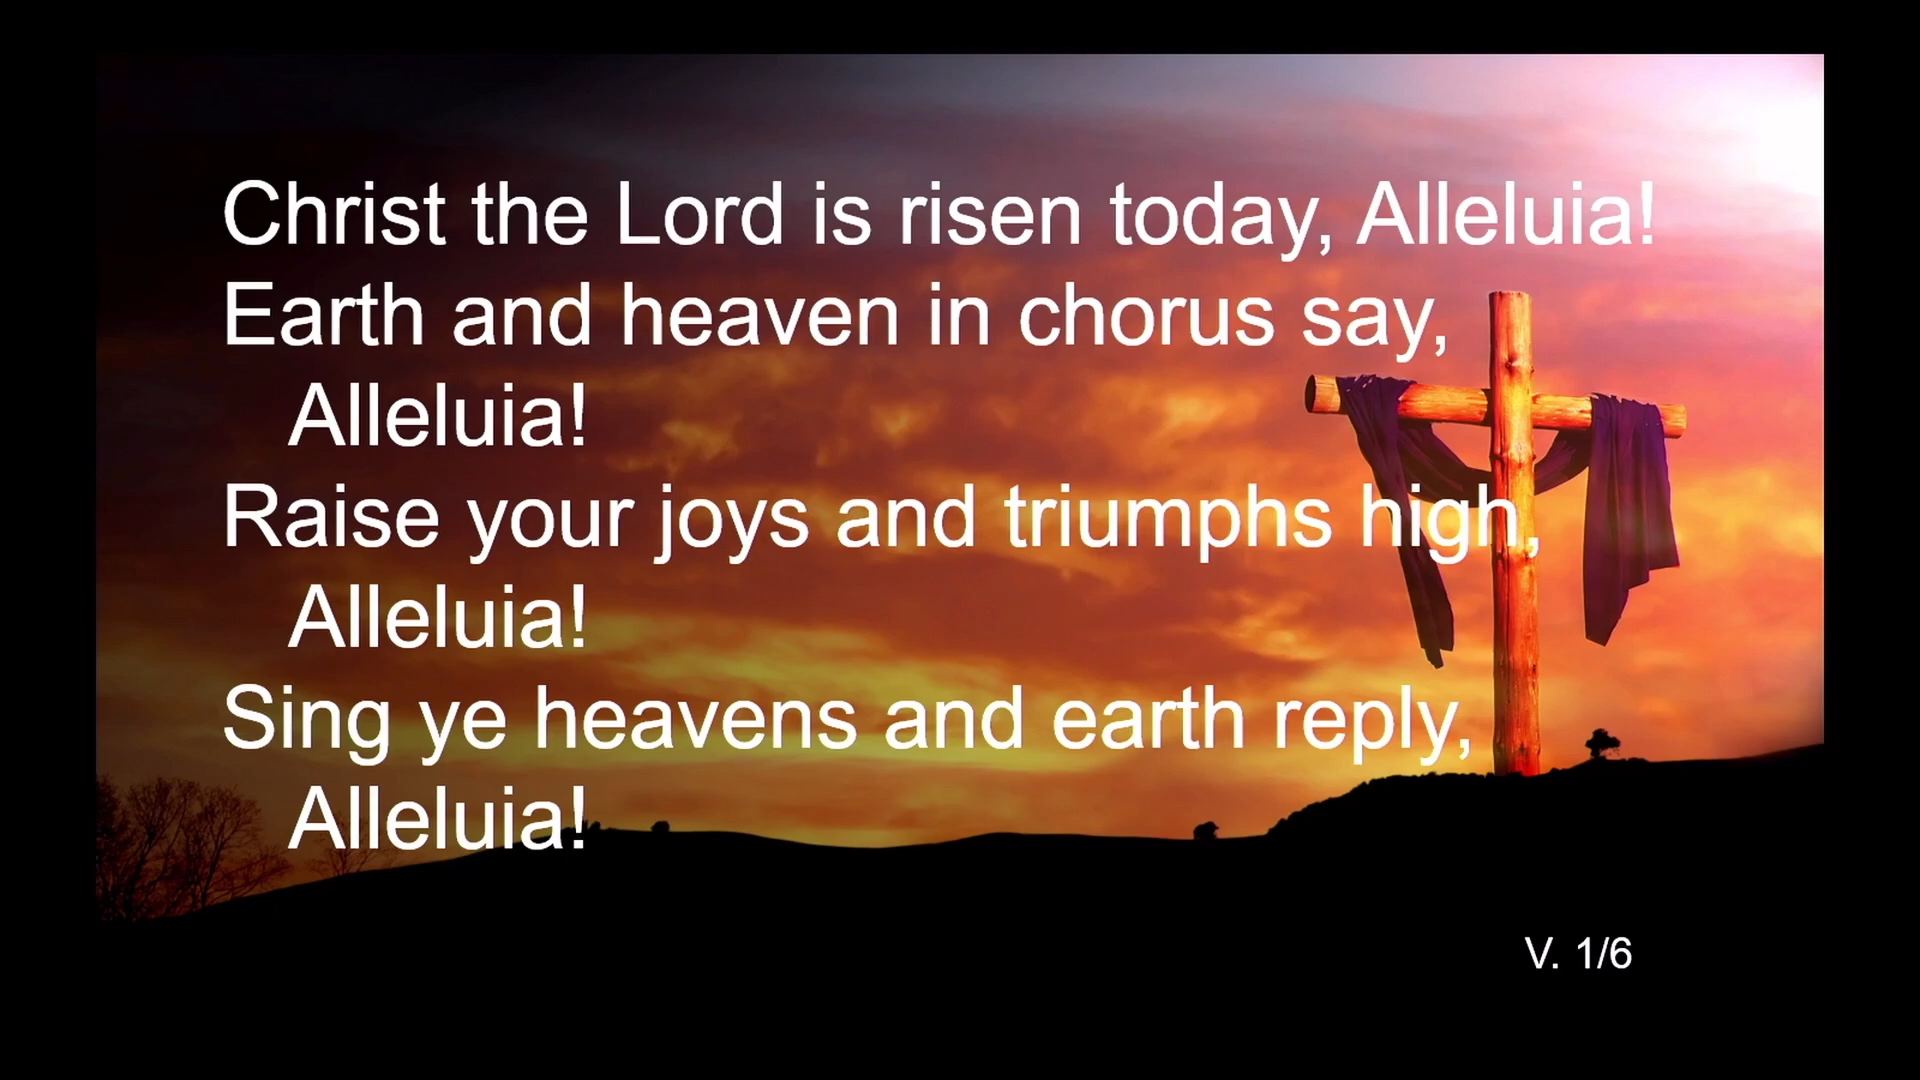 Christ the Lord is risen today, Alleluia!
Earth and heaven in chorus say,
Alleluia!
Raise your joys and triumphs high,
Alleluia!
Sing ye heavens and earth reply,
Alleluia!
V. 1/6